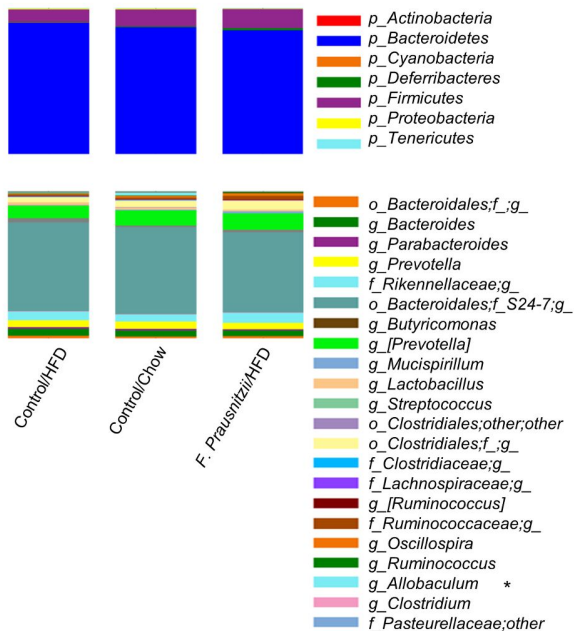 p_Actinobacteria
p_Bacteroidetes
p_Cyanobacteria
p_Deferribacteres
p_Firmicutes
p_Proteobacteria
p_Tenericutes
o_Bacteroidales;f_;g_
g_Bacteroides
g_Parabacteroides
g_Prevotella
f_Rikennellaceae;g_
o_Bacteroidales;f_S24-7;g_
g_Butyricomonas
g_[Prevotella]
g_Mucispirillum
g_Lactobacillus
g_Streptococcus
o_Clostridiales;other;other
o_Clostridiales;f_;g_
f_Clostridiaceae;g_
f_Lachnospiraceae;g_
g_[Ruminococcus]
f_Ruminococcaceae;g_
g_Oscillospira
g_Ruminococcus
g_Allobaculum *
g_Clostridium
f_Pasteurellaceae;other
Control/HFD
Control/Chow
F. Prausnitzii/HFD